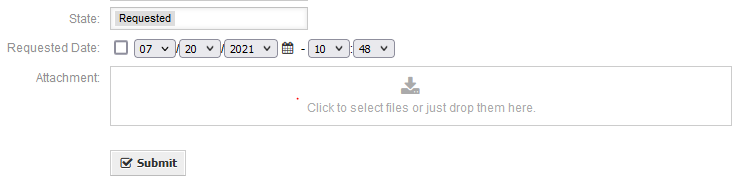 State: Requested
Requested Date: 07 / 20 / 2021 - 10 : 48
Attachment:
* Click to select files or just drop them here.
Submit